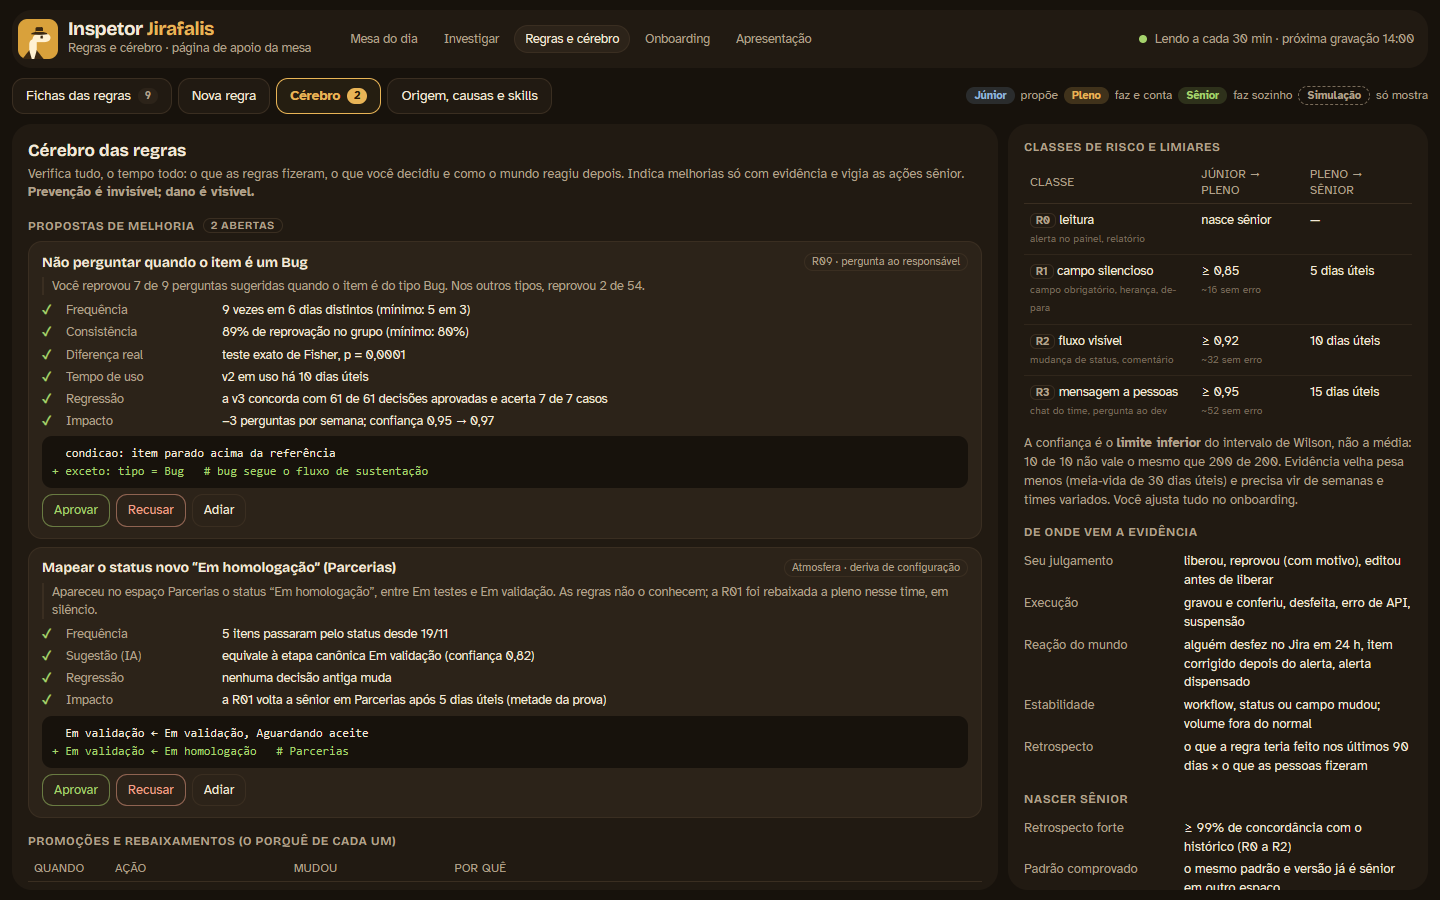 Inspetor Jirafalis
Regras e cérebro · página de apoio da mesa
Mesa do dia
Investigar
Regras e cérebro
Onboarding
Apresentação
Lendo a cada 30 min · próxima gravação 14:00
Fichas das regras 9
Nova regra
Cérebro 2
Origem, causas e skills
Júnior propõe Pleno faz e conta Sênior faz sozinho Simulação só mostra
Cérebro das regras
Verifica tudo, o tempo todo: o que as regras fizeram, o que você decidiu e como o mundo reagiu depois. Indica melhorias só com evidência e vigia as ações sênior.
Prevenção é invisível; dano é visível.
PROPOSTAS DE MELHORIA 2 ABERTAS
Não perguntar quando o item é um Bug
R09 · pergunta ao responsável
Você reprovou 7 de 9 perguntas sugeridas quando o item é do tipo Bug. Nos outros tipos, reprovou 2 de 54.
✓ Frequência 9 vezes em 6 dias distintos (mínimo: 5 em 3)
✓ Consistência 89% de reprovação no grupo (mínimo: 80%)
✓ Diferença real teste exato de Fisher, p = 0,0001
✓ Tempo de uso v2 em uso há 10 dias úteis
✓ Regressão a v3 concorda com 61 de 61 decisões aprovadas e acerta 7 de 7 casos
✓ Impacto −3 perguntas por semana; confiança 0,95 → 0,97
condicao: item parado acima da referência
+ exceto: tipo = Bug # bug segue o fluxo de sustentação
Aprovar
Recusar
Adiar
Mapear o status novo "Em homologação" (Parcerias)
Atmosfera · deriva de configuração
Apareceu no espaço Parcerias o status “Em homologação”, entre Em testes e Em validação. As regras não o conhecem; a R01 foi rebaixada a pleno nesse time, em
silêncio.
✓ Frequência 5 itens passaram pelo status desde 19/11
✓ Sugestão (IA) equivale à etapa canônica Em validação (confiança 0,82)
✓ Regressão nenhuma decisão antiga muda
✓ Impacto a R01 volta a sênior em Parcerias após 5 dias úteis (metade da prova)
Em validação ← Em validação, Aguardando aceite
+ Em validação ← Em homologação # Parcerias
Aprovar
Recusar
Adiar
PROMOÇÕES E REBAIXAMENTOS (O PORQUÊ DE CADA UM)
QUANDO AÇÃO MUDOU POR QUÊ
CLASSES DE RISCO E LIMIARES
CLASSE JÚNIOR → PLENO PLENO → SÊNIOR
R0 leitura nasce sênior —
alerta no painel, relatório
R1 campo silencioso ≥ 0,85 5 dias úteis
campo obrigatório, herança, de- ~16 sem erro
para
R2 fluxo visível ≥ 0,92 10 dias úteis
mudança de status, comentário ~32 sem erro
R3 mensagem a pessoas ≥ 0,95 15 dias úteis
chat do time, pergunta ao dev ~52 sem erro
A confiança é o limite inferior do intervalo de Wilson, não a média:
10 de 10 não vale o mesmo que 200 de 200. Evidência velha pesa
menos (meia-vida de 30 dias úteis) e precisa vir de semanas e
times variados. Você ajusta tudo no onboarding.
DE ONDE VEM A EVIDÊNCIA
Seu julgamento liberou, reprovou (com motivo), editou
antes de liberar
Execução gravou e conferiu, desfeita, erro de API,
suspensão
Reação do mundo alguém desfez no Jira em 24 h, item
corrigido depois do alerta, alerta
dispensado
Estabilidade workflow, status ou campo mudou;
volume fora do normal
Retrospecto o que a regra teria feito nos últimos 90
dias × o que as pessoas fizeram
NASCER SÊNIOR
Retrospecto forte ≥ 99% de concordância com o
histórico (R0 a R2)
Padrão comprovado o mesmo padrão e versão já é sênior
em outro espaço